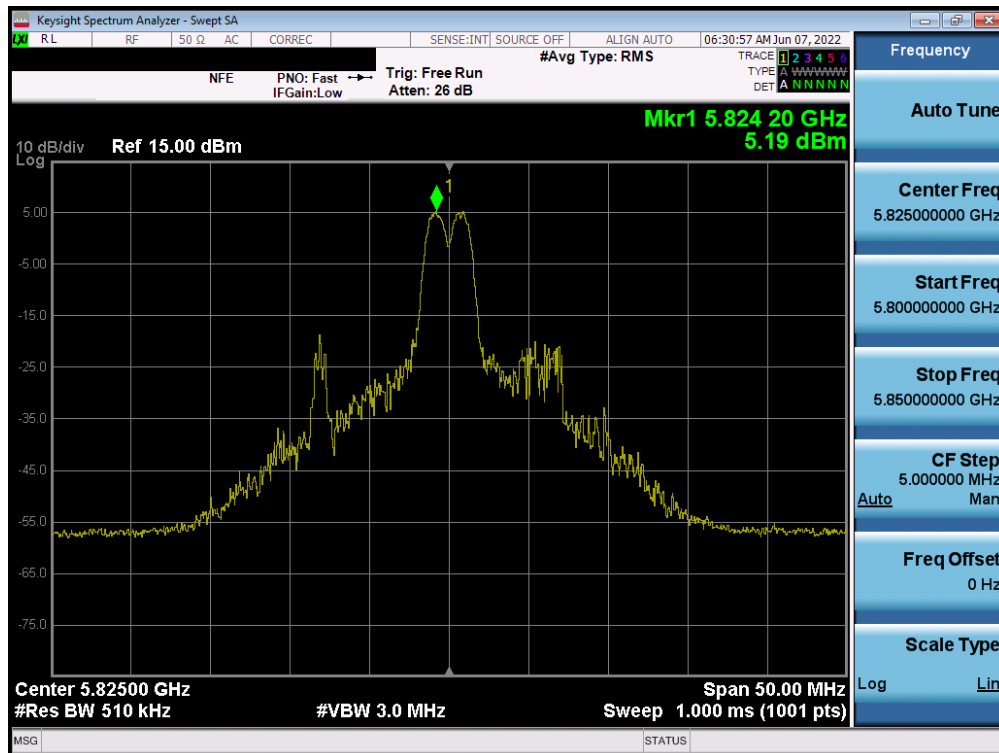 Keysight Spectrum Analyzer - Swept SA
LXI RL RF 50 Ω AC CORREC SENSE:INT SOURCE OFF ALIGN AUTO 06:30:57 AM Jun 07, 2022
NFE
PNO: Fast
IFGain:Low
Trig: Free Run
Atten: 26 dB
#Avg Type: RMS
TRACE 1 2 3 4 5 6
TYPE A WWWWW
DET A N N N N N
Mkr1 5.824 20 GHz
5.19 dBm
10 dB/div
Log
Ref 15.00 dBm
1
5.00
-5.00
-15.0
-25.0
-35.0
-45.0
-55.0
-65.0
-75.0
Center 5.82500 GHz
Span 50.00 MHz
#Res BW 510 kHz
#VBW 3.0 MHz
Sweep 1.000 ms (1001 pts)
MSG
STATUS
Frequency
Auto Tune
Center Freq
5.825000000 GHz
Start Freq
5.800000000 GHz
Stop Freq
5.850000000 GHz
CF Step
5.000000 MHz
Auto Man
Freq Offset
0 Hz
Scale Type
Log Lin